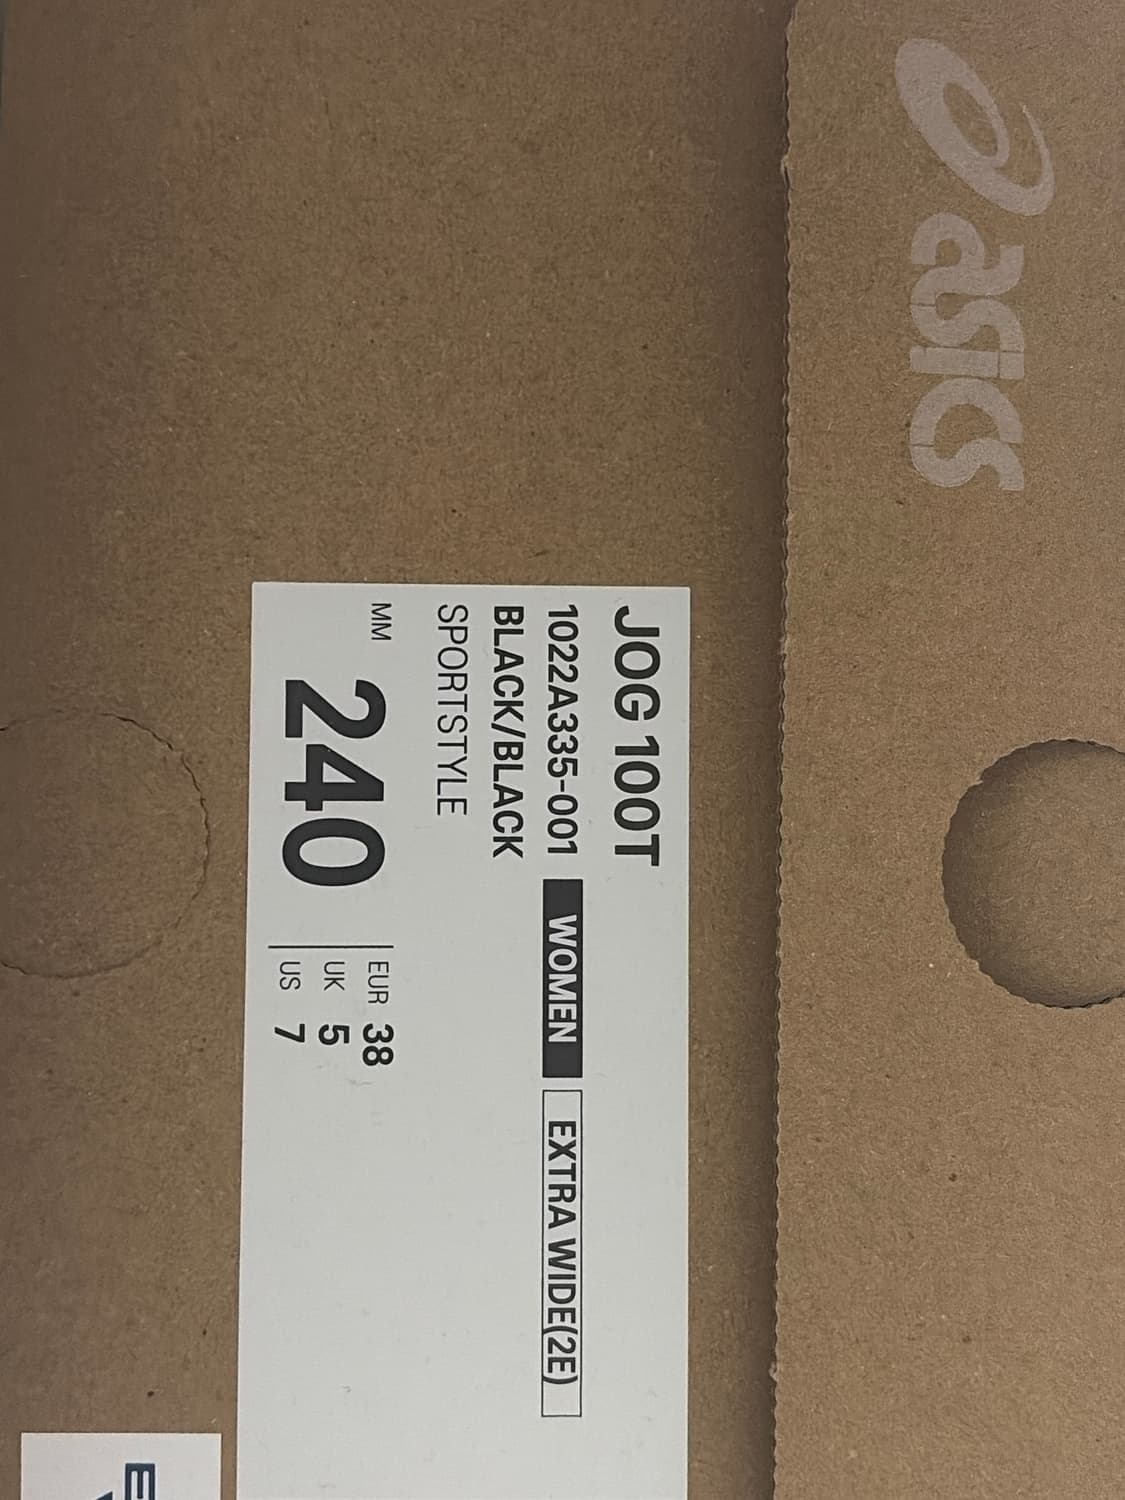 asics
JOG 100T
1022A335-001 WOMEN EXTRA WIDE(2E)
BLACK/BLACK
SPORTSTYLE
MM 240
EUR 38
UK 5
US 7